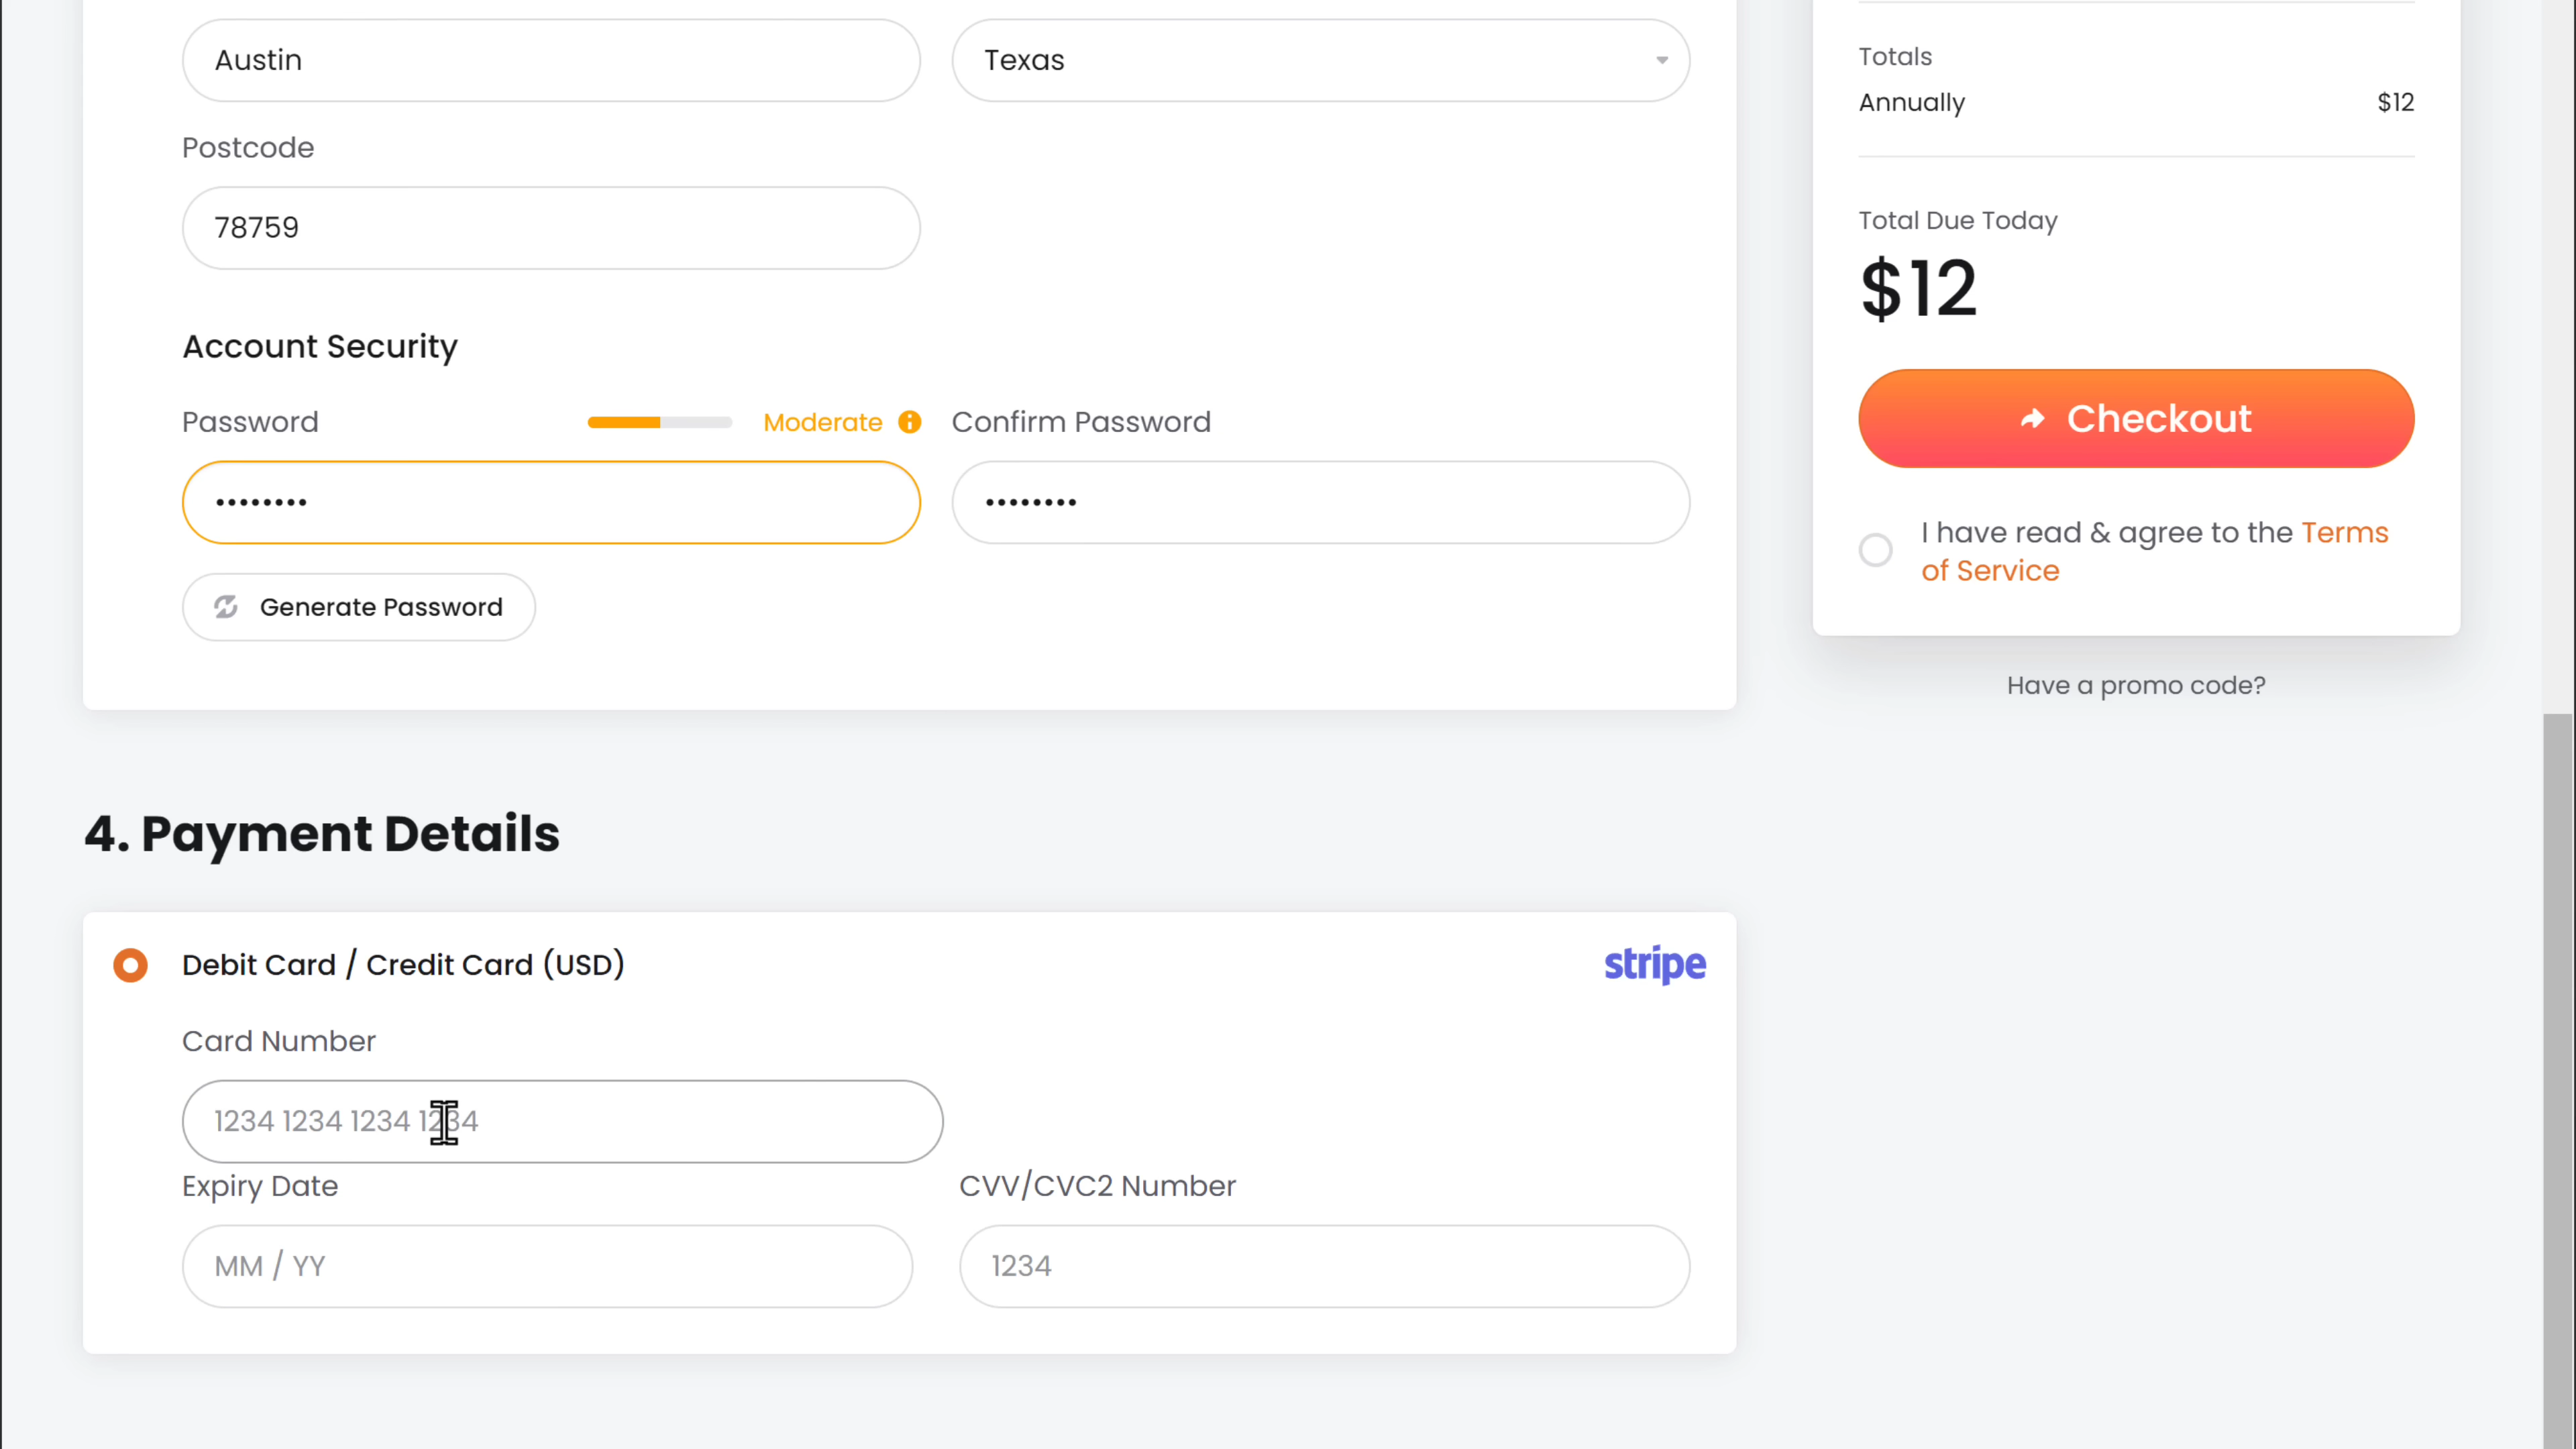 Austin
Texas
Postcode
78759
Account Security
Password
Moderate
Confirm Password
••••••••
••••••••
Generate Password
4. Payment Details
Debit Card / Credit Card (USD)
stripe
Card Number
1234 1234 1234 1234
Expiry Date
CVV/CVC2 Number
MM / YY
1234
Totals
Annually $12
Total Due Today
$12
Checkout
I have read & agree to the Terms
of Service
Have a promo code?